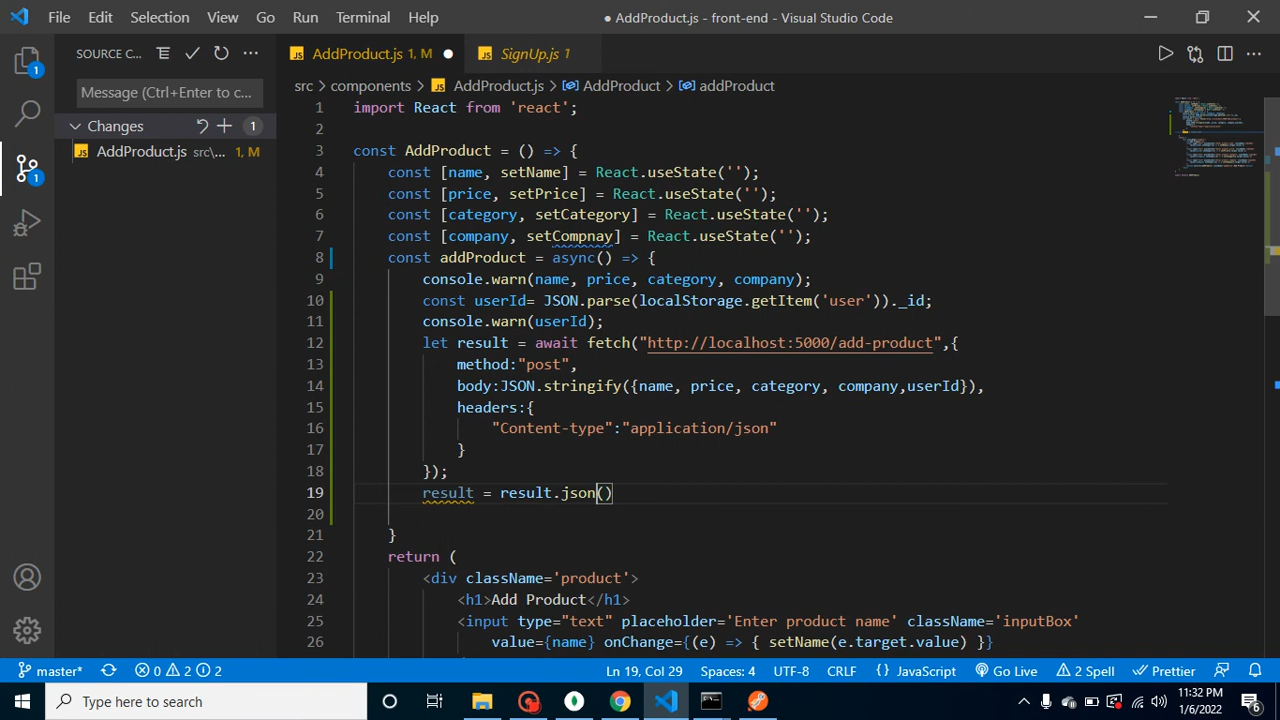 File Edit Selection View Go Run Terminal Help
● AddProduct.js - front-end - Visual Studio Code
SOURCE C...
AddProduct.js 1, M
SignUp.js 1
1
Message (Ctrl+Enter to c...
Changes 1
AddProduct.js src\... 1, M
1
src > components > AddProduct.js > AddProduct > addProduct
1 import React from 'react';
2
3 const AddProduct = () => {
4 const [name, setName] = React.useState('');
5 const [price, setPrice] = React.useState('');
6 const [category, setCategory] = React.useState('');
7 const [company, setCompnay] = React.useState('');
8 const addProduct = async() => {
9 console.warn(name, price, category, company);
10 const userId= JSON.parse(localStorage.getItem('user'))._id;
11 console.warn(userId);
12 let result = await fetch("http://localhost:5000/add-product",{
13 method:"post",
14 body:JSON.stringify({name, price, category, company,userId}),
15 headers:{
16 "Content-type":"application/json"
17 }
18 });
19 result = result.json()
20
21 }
22 return (
23 <div className='product'>
24 <h1>Add Product</h1>
25 <input type="text" placeholder='Enter product name' className='inputBox'
26 value={name} onChange={(e) => { setName(e.target.value) }}
master* 0 2 2
Ln 19, Col 29 Spaces: 4 UTF-8 CRLF { } JavaScript Go Live 2 Spell Prettier
Type here to search
11:32 PM
1/6/2022
6